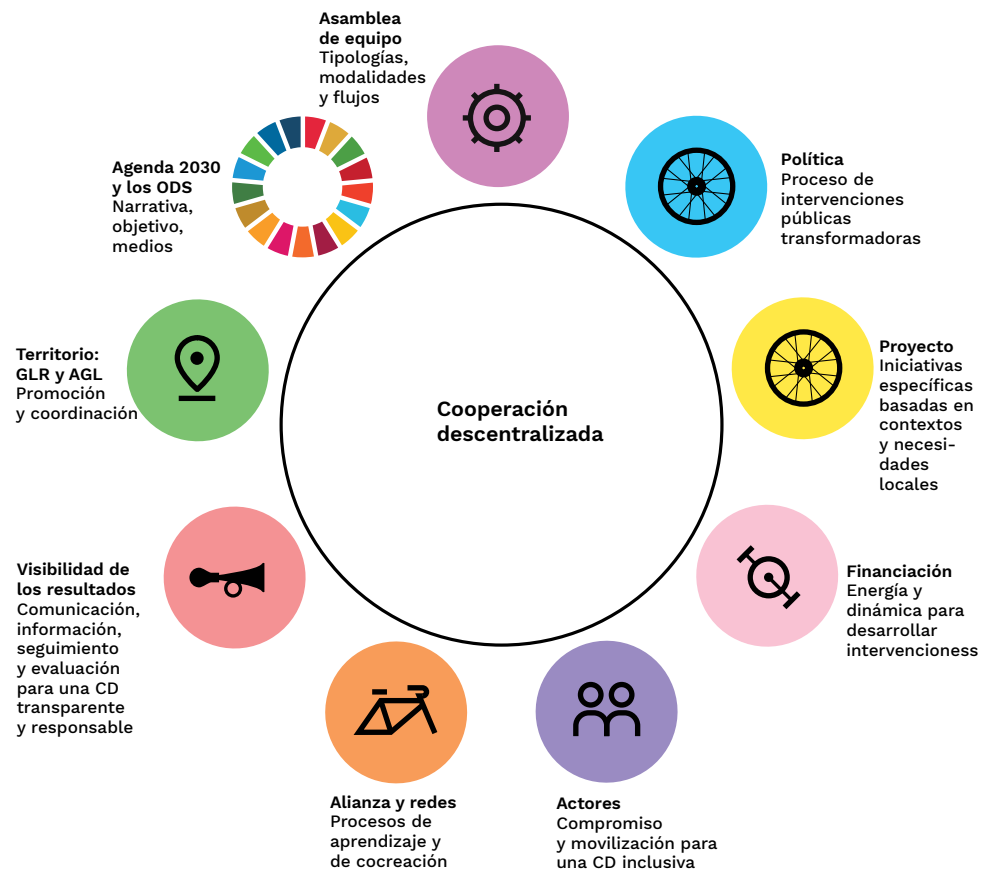 Asamblea
de equipo
Tipologías,
modalidades
y flujos
Política
Proceso de
intervenciones
públicas
transformadoras
Proyecto
Iniciativas
específicas
basadas en
contextos
y necesi-
dades
locales
Financiación
Energía y
dinámica para
desarrollar
intervencioness
Actores
Compromiso
y movilización para
una CD inclusiva
Alianza y redes
Procesos de
aprendizaje y
de cocreación
Visibilidad de
los resultados
Comunicación,
información,
seguimiento
y evaluación
para una CD
transparente
y responsable
Territorio:
GLR y AGL
Promoción
y coordinación
Agenda 2030
y los ODS
Narrativa,
objetivo,
medios
Cooperación
descentralizada